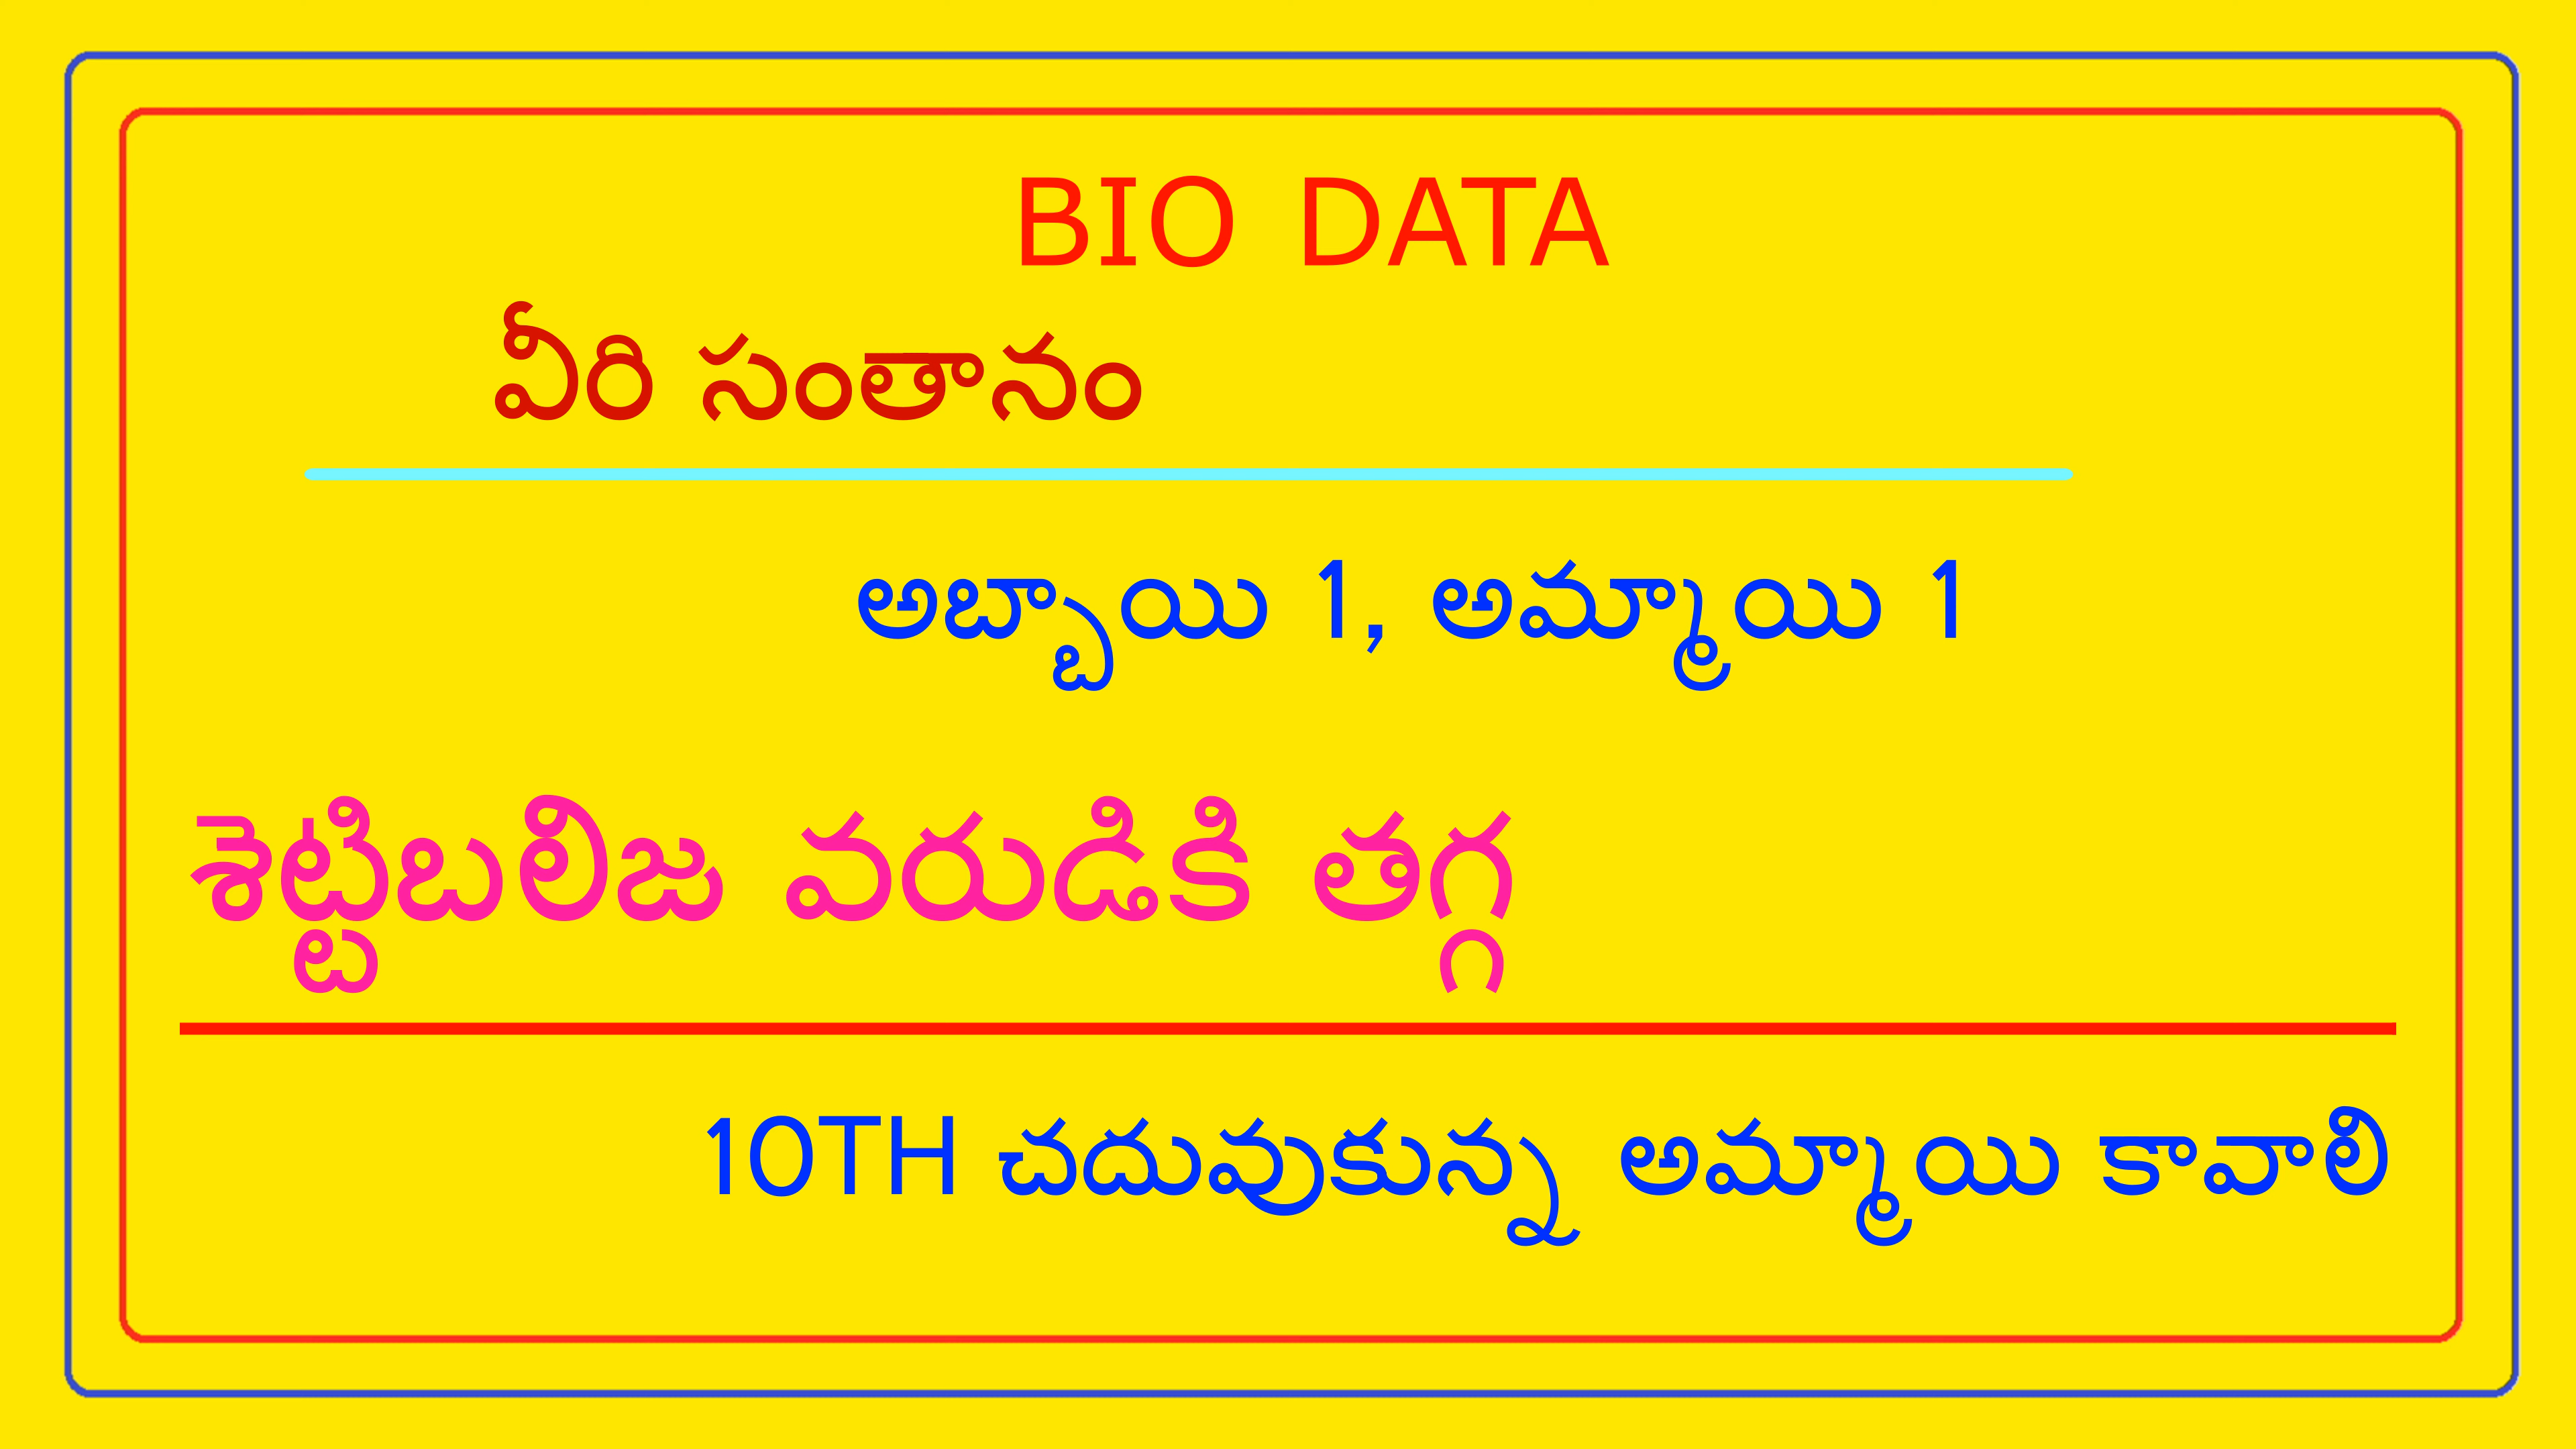 BIO DATA
వీరి సంతానం
అబ్బాయి 1, అమ్మాయి 1
శెట్టిబలిజ వరుడికి తగ్గ
10TH చదువుకున్న అమ్మాయి కావాలి